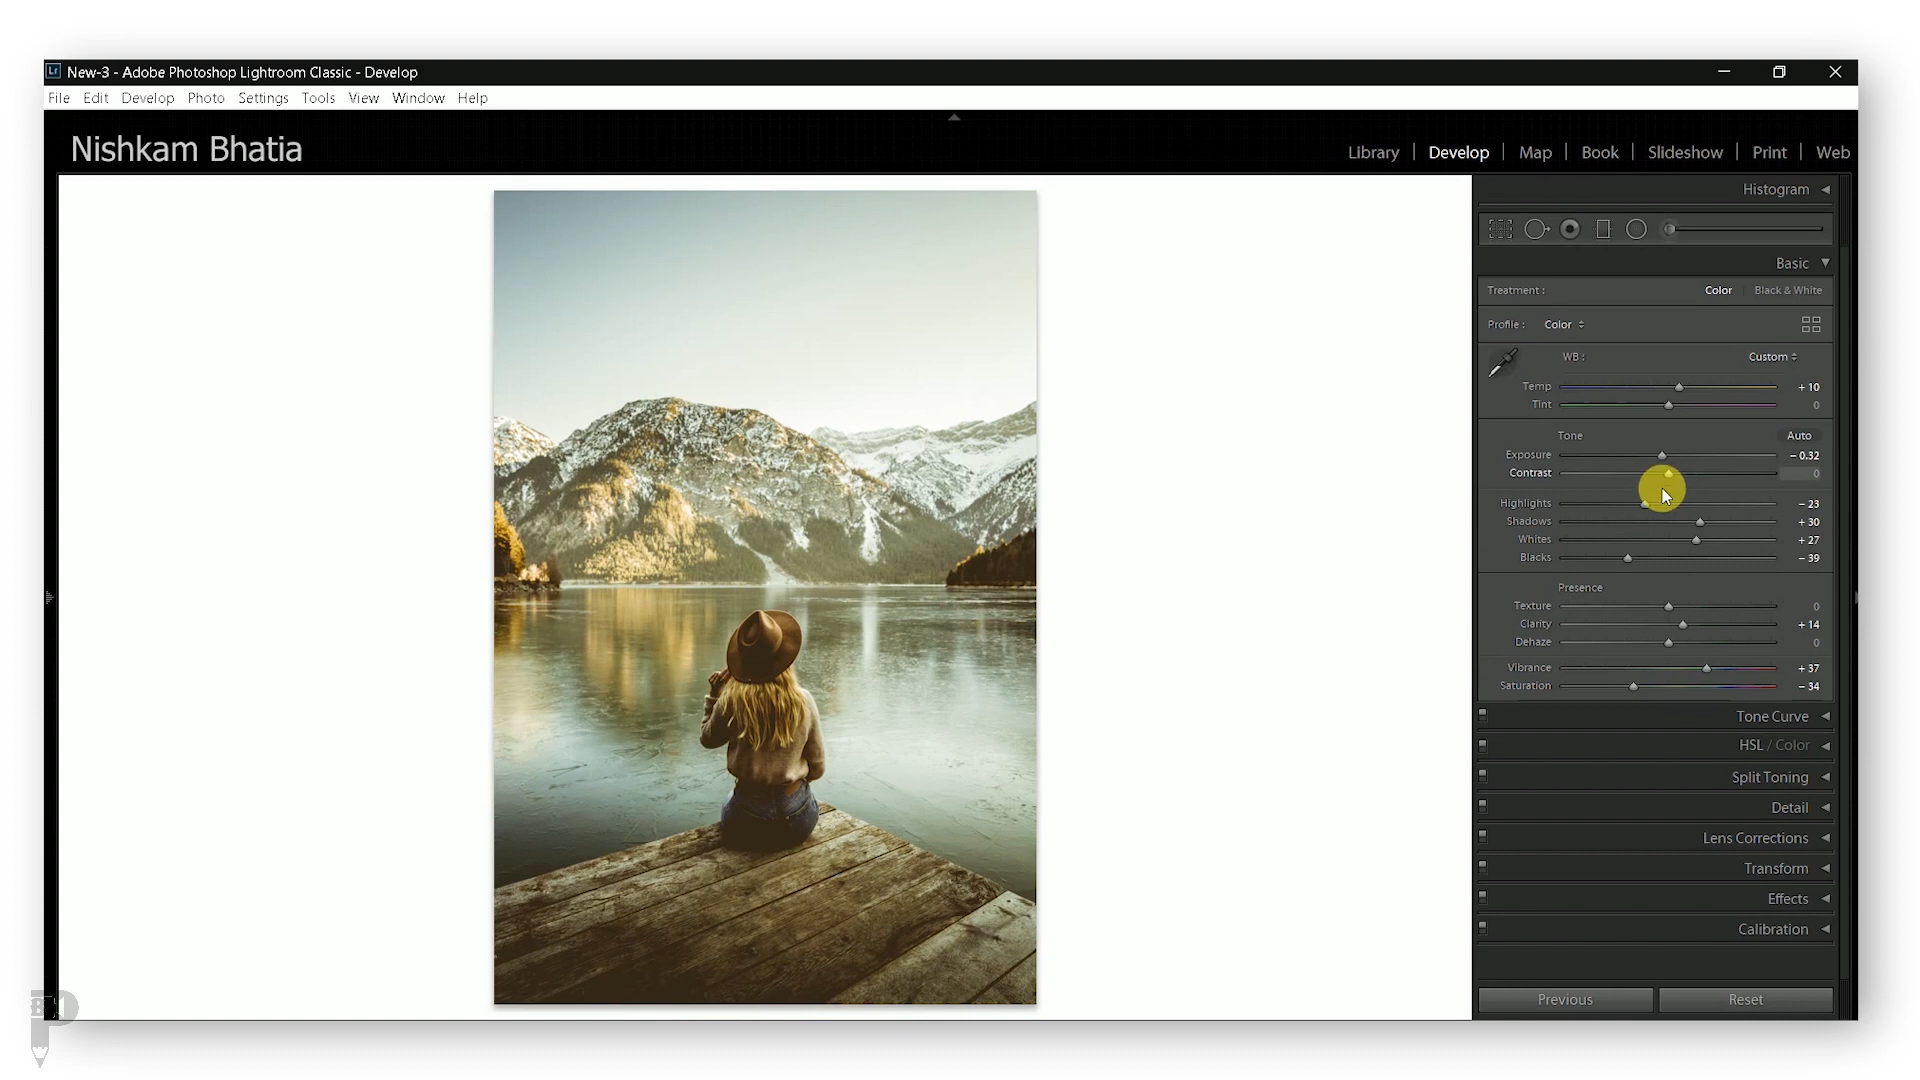 Lr New-3 - Adobe Photoshop Lightroom Classic - Develop
File Edit Develop Photo Settings Tools View Window Help
Nishkam Bhatia
Library | Develop | Map | Book | Slideshow | Print | Web
Histogram
Basic
Treatment : Color Black & White
Profile : Color
WB : Custom
Temp + 10
Tint 0
Tone Auto
Exposure – 0.32
Contrast 0
Highlights – 23
Shadows + 30
Whites + 27
Blacks – 39
Presence
Texture 0
Clarity + 14
Dehaze 0
Vibrance + 37
Saturation – 34
Tone Curve
HSL / Color
Split Toning
Detail
Lens Corrections
Transform
Effects
Calibration
Previous Reset